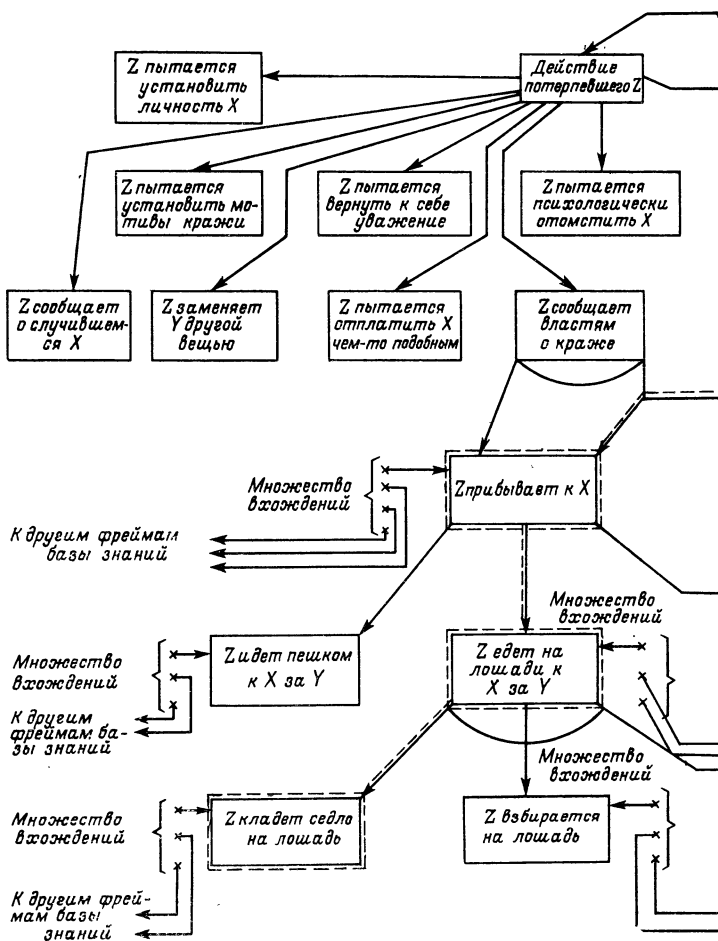 Z пытается
установить
личность X
Действие
потерпевшего Z
Z пытается
установить мо-
тивы кражи
Z пытается
вернуть к себе
уважение
Z пытается
психологически
отомстить X
Z сообщает
о случившем-
ся X
Z заменяет
Y другой
вещью
Z пытается
отплатить X
чем-то подобным
Z сообщает
властям
о краже
Множество
вхождений
Z прибывает к X
К другим фреймам
базы знаний
Множество
вхождений
Множество
вхождений
Z идет пешком
к X за Y
Z едет на
лошади к
X за Y
К другим
фреймам ба-
зы знаний
Множество
вхождений
Множество
вхождений
Z кладет седло
на лошадь
Z взбирается
на лошадь
К другим фрей-
мам базы
знаний